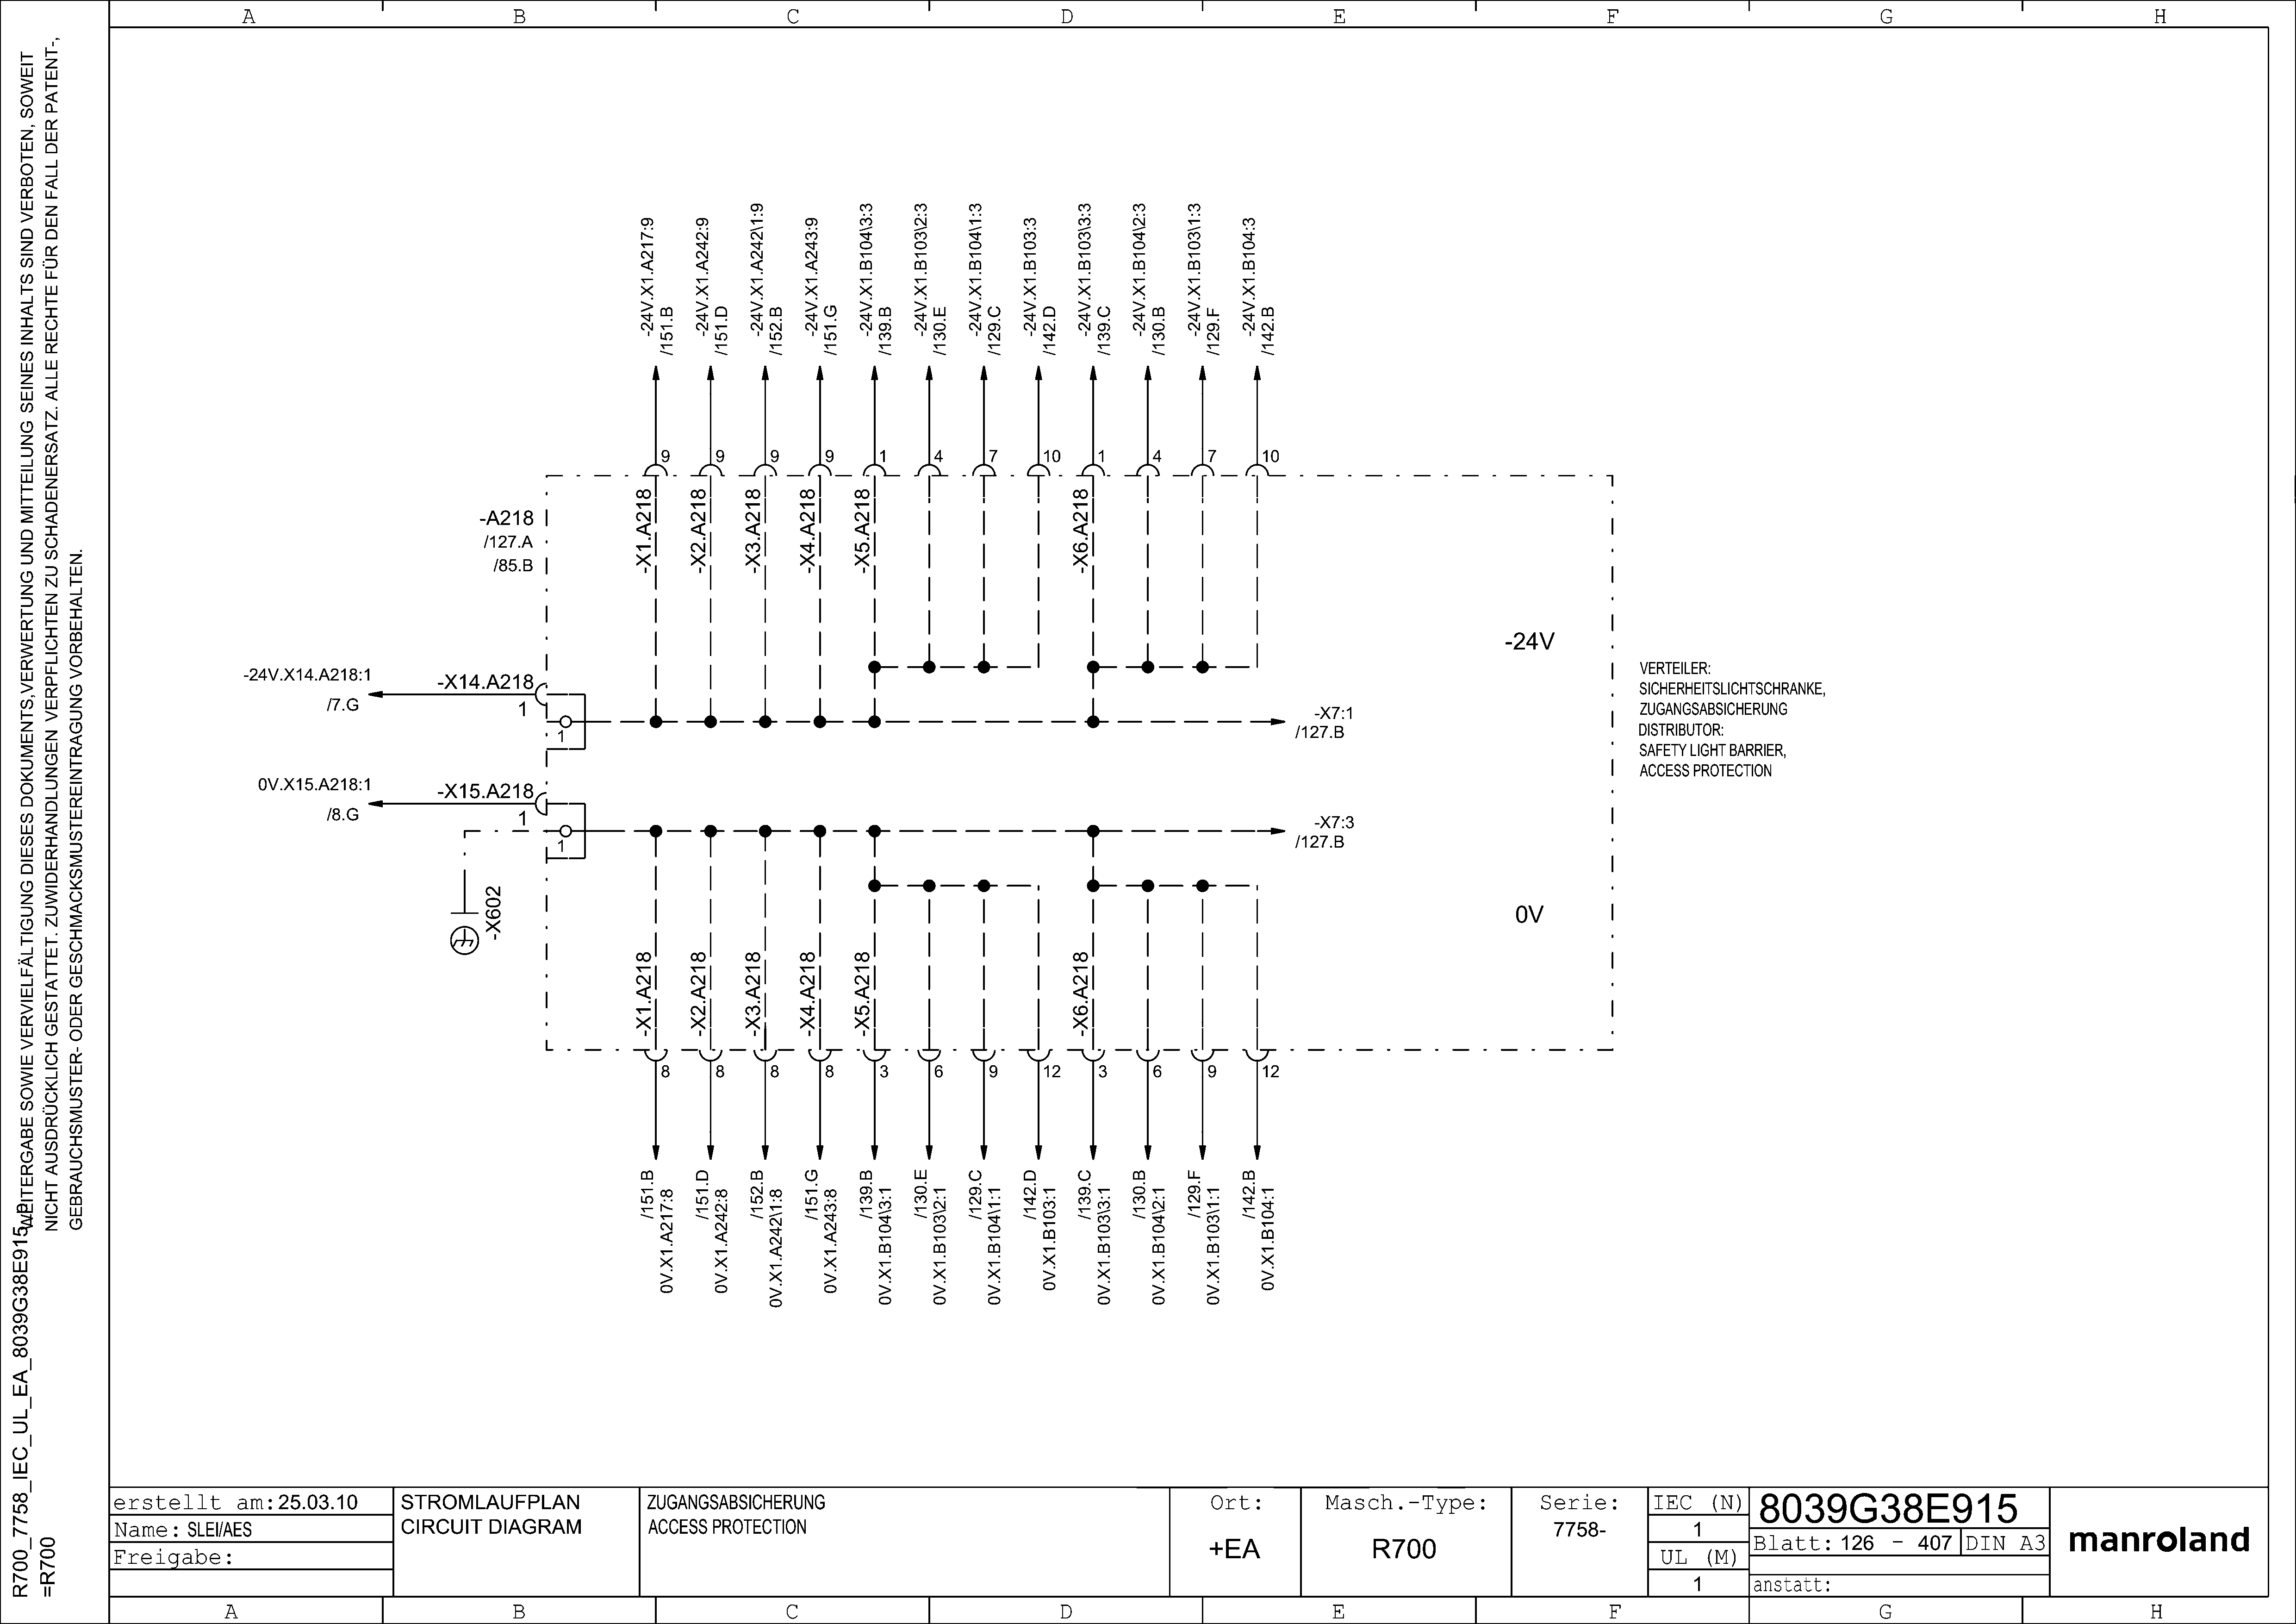 A B C D E F G H
WEITERGABE SOWIE VERVIELFÄLTIGUNG DIESES DOKUMENTS,VERWERTUNG UND MITTEILUNG SEINES INHALTS SIND VERBOTEN, SOWEIT
NICHT AUSDRÜCKLICH GESTATTET. ZUWIDERHANDLUNGEN VERPFLICHTEN ZU SCHADENERSATZ. ALLE RECHTE FÜR DEN FALL DER PATENT-,
GEBRAUCHSMUSTER- ODER GESCHMACKSMUSTEREINTRAGUNG VORBEHALTEN.
-24V.X1.A217:9
/151.B
-24V.X1.A242:9
/151.D
-24V.X1.A242\1:9
/152.B
-24V.X1.A243:9
/151.G
-24V.X1.B104\3:3
/139.B
-24V.X1.B103\2:3
/130.E
-24V.X1.B104\1:3
/129.C
-24V.X1.B103:3
/142.D
-24V.X1.B103\3:3
/139.C
-24V.X1.B104\2:3
/130.B
-24V.X1.B103\1:3
/129.F
-24V.X1.B104:3
/142.B
9 9 9 9 1 4 7 10 1 4 7 10
-A218
/127.A
/85.B
-X1.A218
-X2.A218
-X3.A218
-X4.A218
-X5.A218
-X6.A218
-24V
-24V.X14.A218:1
/7.G
-X14.A218
1
1
-X7:1
/127.B
VERTEILER:
SICHERHEITSLICHTSCHRANKE,
ZUGANGSABSICHERUNG
DISTRIBUTOR:
SAFETY LIGHT BARRIER,
ACCESS PROTECTION
0V.X15.A218:1
/8.G
-X15.A218
1
1
-X7:3
/127.B
-X602
0V
-X1.A218
-X2.A218
-X3.A218
-X4.A218
-X5.A218
-X6.A218
8 8 8 8 3 6 9 12 3 6 9 12
/151.B
0V.X1.A217:8
/151.D
0V.X1.A242:8
/152.B
0V.X1.A242\1:8
/151.G
0V.X1.A243:8
/139.B
0V.X1.B104\3:1
/130.E
0V.X1.B103\2:1
/129.C
0V.X1.B104\1:1
/142.D
0V.X1.B103:1
/139.C
0V.X1.B103\3:1
/130.B
0V.X1.B104\2:1
/129.F
0V.X1.B103\1:1
/142.B
0V.X1.B104:1
=R700
erstellt am: 25.03.10
Name: SLEI/AES
Freigabe:
STROMLAUFPLAN
CIRCUIT DIAGRAM
ZUGANGSABSICHERUNG
ACCESS PROTECTION
Ort:
+EA
Masch.-Type:
R700
Serie:
7758-
IEC (N)
1
UL (M)
1
8039G38E915
Blatt: 126 - 407 DIN A3
anstatt:
manroland
A B C D E F G H